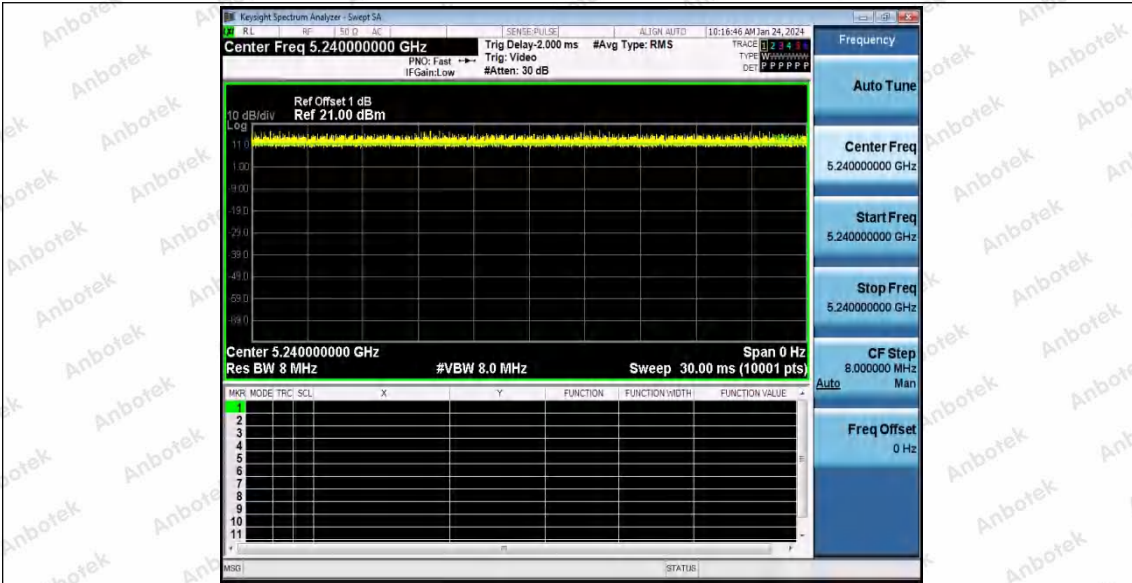 Keysight Spectrum Analyzer - Swept SA
RL RF 50 Ω AC SENSE:PULSE ALIGN AUTO 10:16:46 AM Jan 24, 2024
Center Freq 5.240000000 GHz
PNO: Fast
IFGain:Low
Trig Delay-2.000 ms
Trig: Video
#Atten: 30 dB
#Avg Type: RMS
TRACE 1 2 3 4 5 6
TYPE W
DET P P P P P P
Ref Offset 1 dB
10 dB/div Ref 21.00 dBm
Log
11.0
1.00
-9.00
-19.0
-29.0
-39.0
-49.0
-59.0
-69.0
Center 5.240000000 GHz Span 0 Hz
Res BW 8 MHz #VBW 8.0 MHz Sweep 30.00 ms (10001 pts)
MKR MODE TRC SCL X Y FUNCTION FUNCTION WIDTH FUNCTION VALUE
1
2
3
4
5
6
7
8
9
10
11
MSG STATUS
Frequency
Auto Tune
Center Freq
5.240000000 GHz
Start Freq
5.240000000 GHz
Stop Freq
5.240000000 GHz
CF Step
8.000000 MHz
Auto Man
Freq Offset
0 Hz
Anbotek